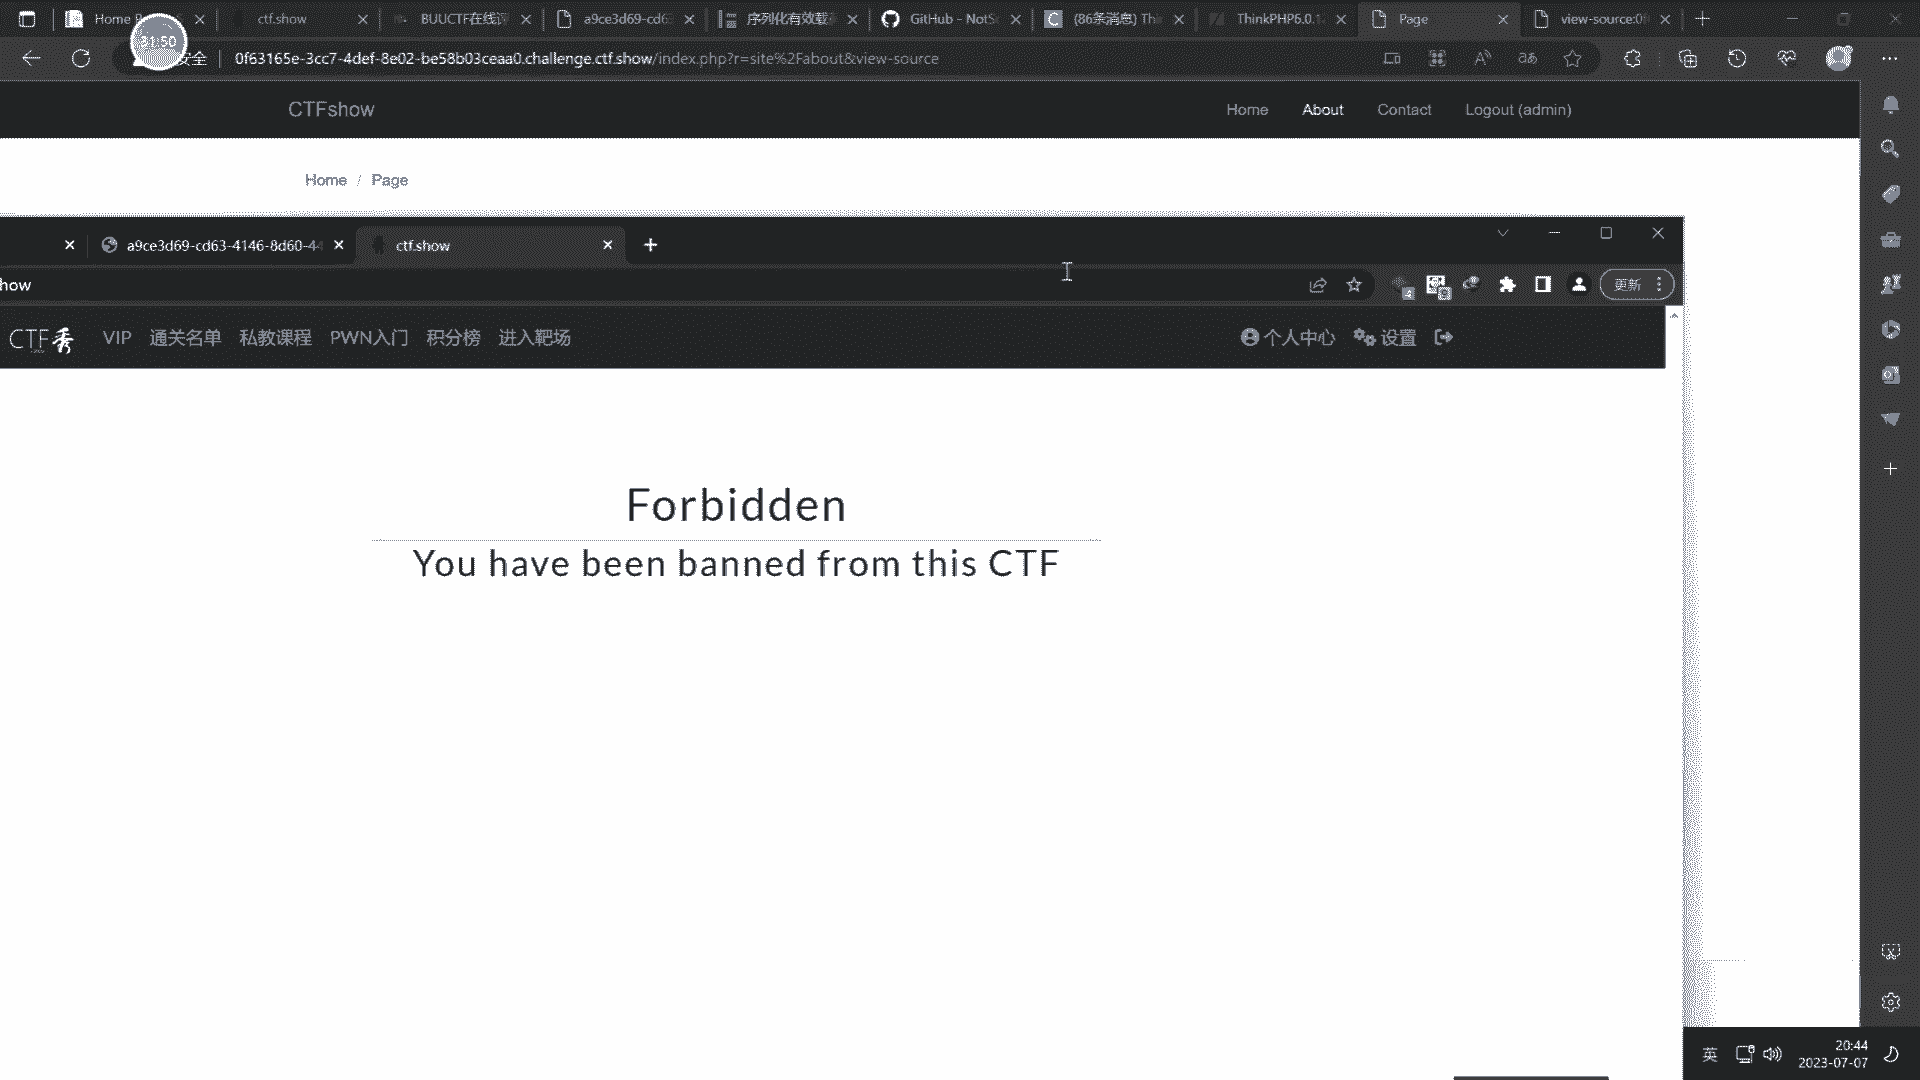 Home
ctf.show
BUUCTF在线评
a9ce3d69-cd6
序列化有效载
GitHub - NotS
(86条消息) Thi
ThinkPHP6.0.1
Page
view-source:0f
31:50
安全
0f63165e-3cc7-4def-8e02-be58b03ceaa0.challenge.ctf.show/index.php?r=site%2Fabout&view-source
CTFshow
Home
About
Contact
Logout (admin)
Home / Page
a9ce3d69-cd63-4146-8d60-44
ctf.show
how
更新
CTF秀
VIP
通关名单
私教课程
PWN入门
积分榜
进入靶场
个人中心
设置
Forbidden
You have been banned from this CTF
英
20:44
2023-07-07